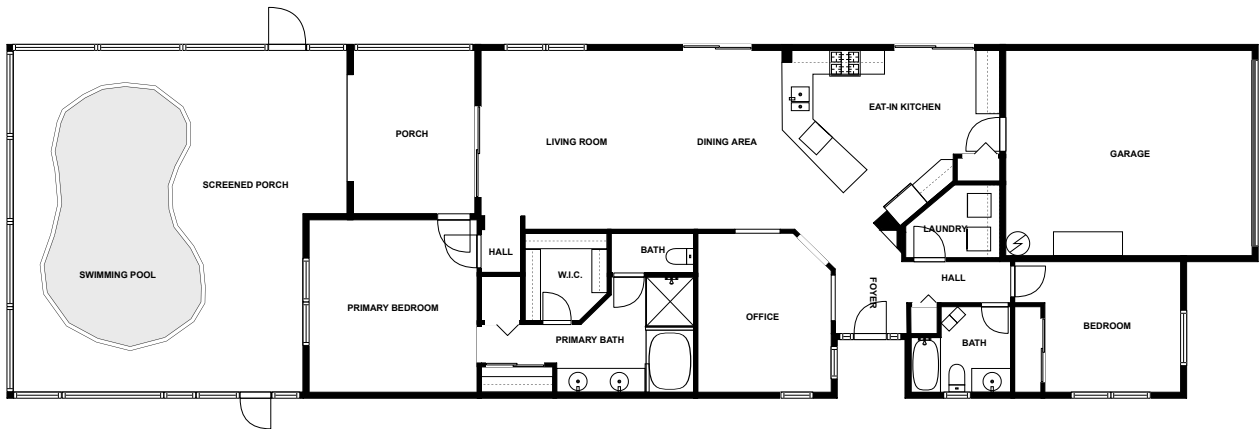 EAT-IN KITCHEN
PORCH
LIVING ROOM
DINING AREA
GARAGE
SCREENED PORCH
LAUNDRY
HALL
BATH
SWIMMING POOL
W.I.C.
HALL
FOYER
PRIMARY BEDROOM
OFFICE
BEDROOM
PRIMARY BATH
BATH